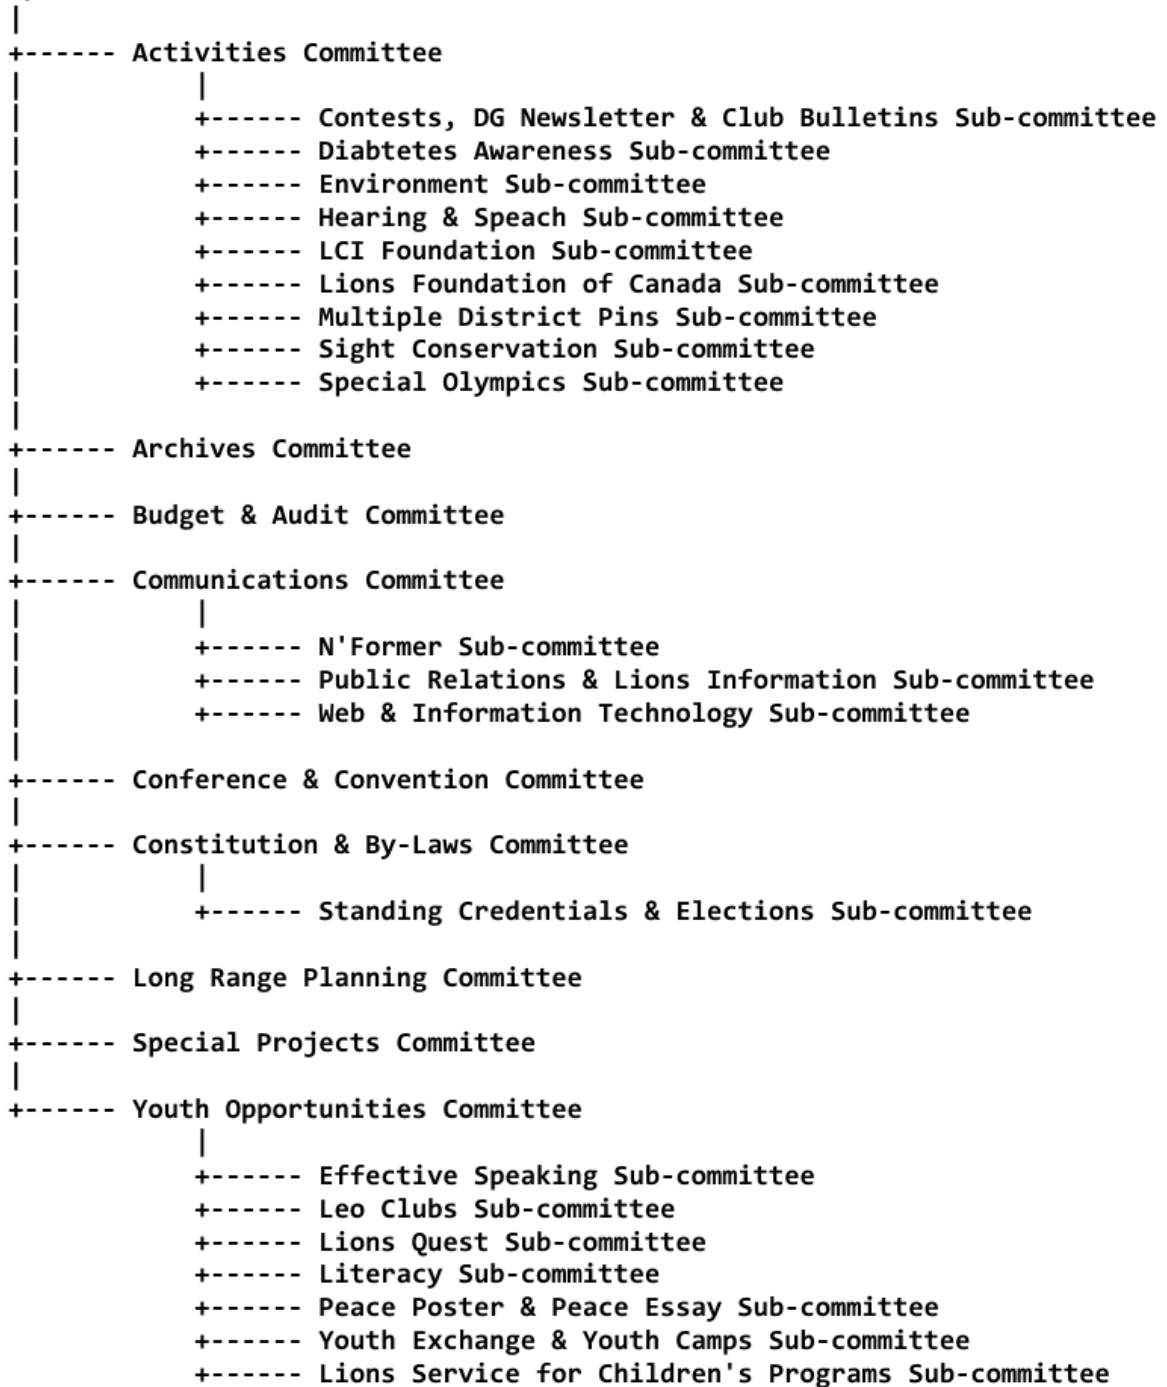 |
+------ Activities Committee
|           |
|           +------ Contests, DG Newsletter & Club Bulletins Sub-committee
|           +------ Diabtetes Awareness Sub-committee
|           +------ Environment Sub-committee
|           +------ Hearing & Speach Sub-committee
|           +------ LCI Foundation Sub-committee
|           +------ Lions Foundation of Canada Sub-committee
|           +------ Multiple District Pins Sub-committee
|           +------ Sight Conservation Sub-committee
|           +------ Special Olympics Sub-committee
|
+------ Archives Committee
|
+------ Budget & Audit Committee
|
+------ Communications Committee
|           |
|           +------ N'Former Sub-committee
|           +------ Public Relations & Lions Information Sub-committee
|           +------ Web & Information Technology Sub-committee
|
+------ Conference & Convention Committee
|
+------ Constitution & By-Laws Committee
|           |
|           +------ Standing Credentials & Elections Sub-committee
|
+------ Long Range Planning Committee
|
+------ Special Projects Committee
|
+------ Youth Opportunities Committee
            |
            +------ Effective Speaking Sub-committee
            +------ Leo Clubs Sub-committee
            +------ Lions Quest Sub-committee
            +------ Literacy Sub-committee
            +------ Peace Poster & Peace Essay Sub-committee
            +------ Youth Exchange & Youth Camps Sub-committee
            +------ Lions Service for Children's Programs Sub-committee